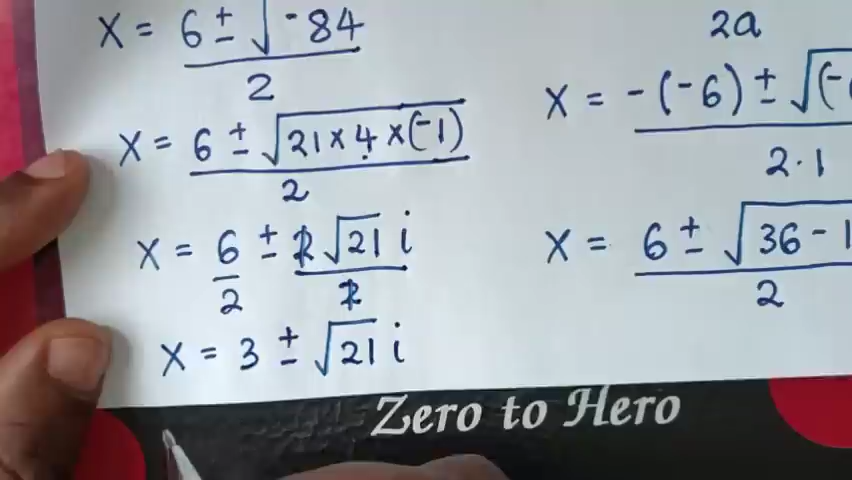 x = 6 ± √-84
2
x = 6 ± √21 × 4 × (-1)
2
x = 6/2 ± 2√21 i / 2
x = 3 ± √21 i
2a
x = -(-6) ± √(-
2·1
x = 6 ± √36 - 1
2
Zero to Hero